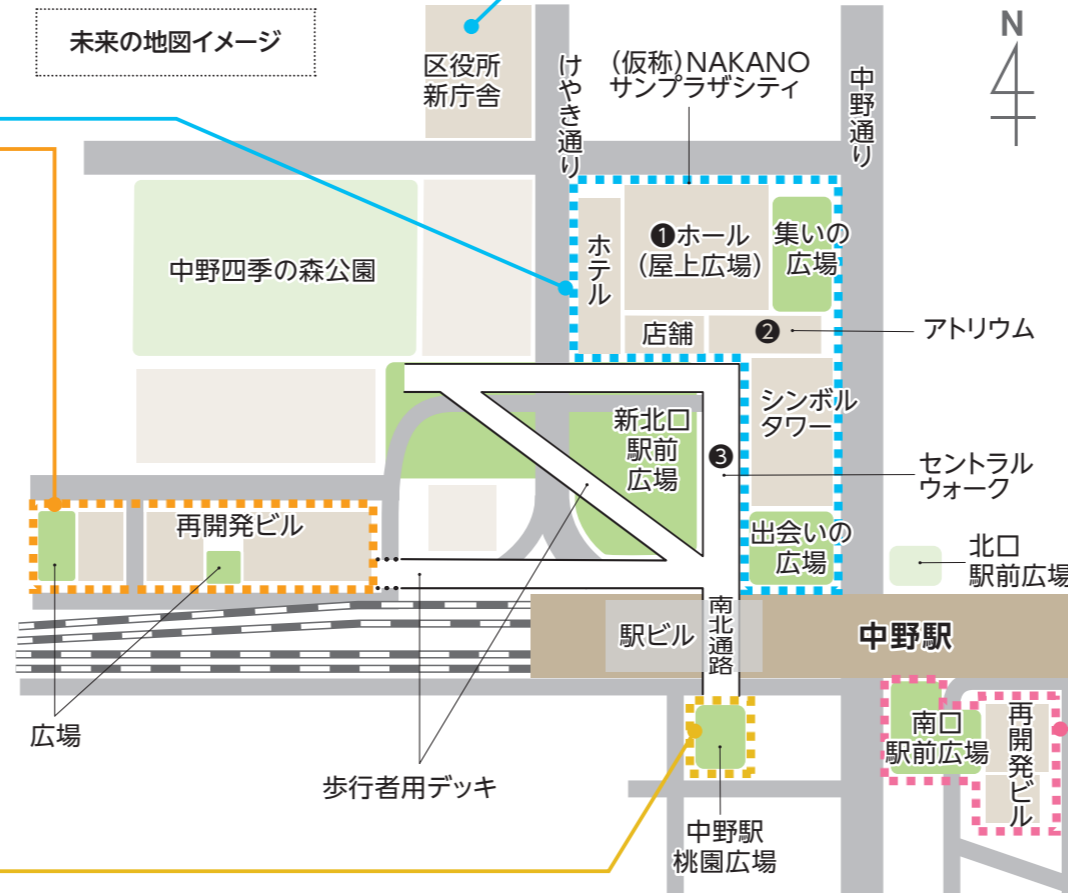 未来の地図イメージ
N
区役所
新庁舎
けやき通り
(仮称)NAKANO
サンプラザシティ
中野通り
中野四季の森公園
ホテル
❶ホール
(屋上広場)
集いの
広場
店舗
❷
アトリウム
シンボル
タワー
新北口
駅前
広場
❸
セントラル
ウォーク
再開発ビル
出会いの
広場
北口
駅前広場
南北通路
駅ビル
中野駅
広場
南口
駅前広場
再開発ビル
歩行者用デッキ
中野駅
桃園広場